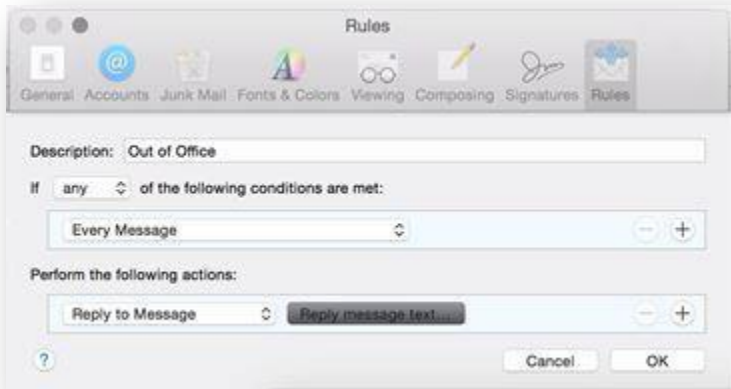 Rules
General Accounts Junk Mail Fonts & Colors Viewing Composing Signatures Rules
Description: Out of Office
If any of the following conditions are met:
Every Message
Perform the following actions:
Reply to Message Reply message text...
? Cancel OK